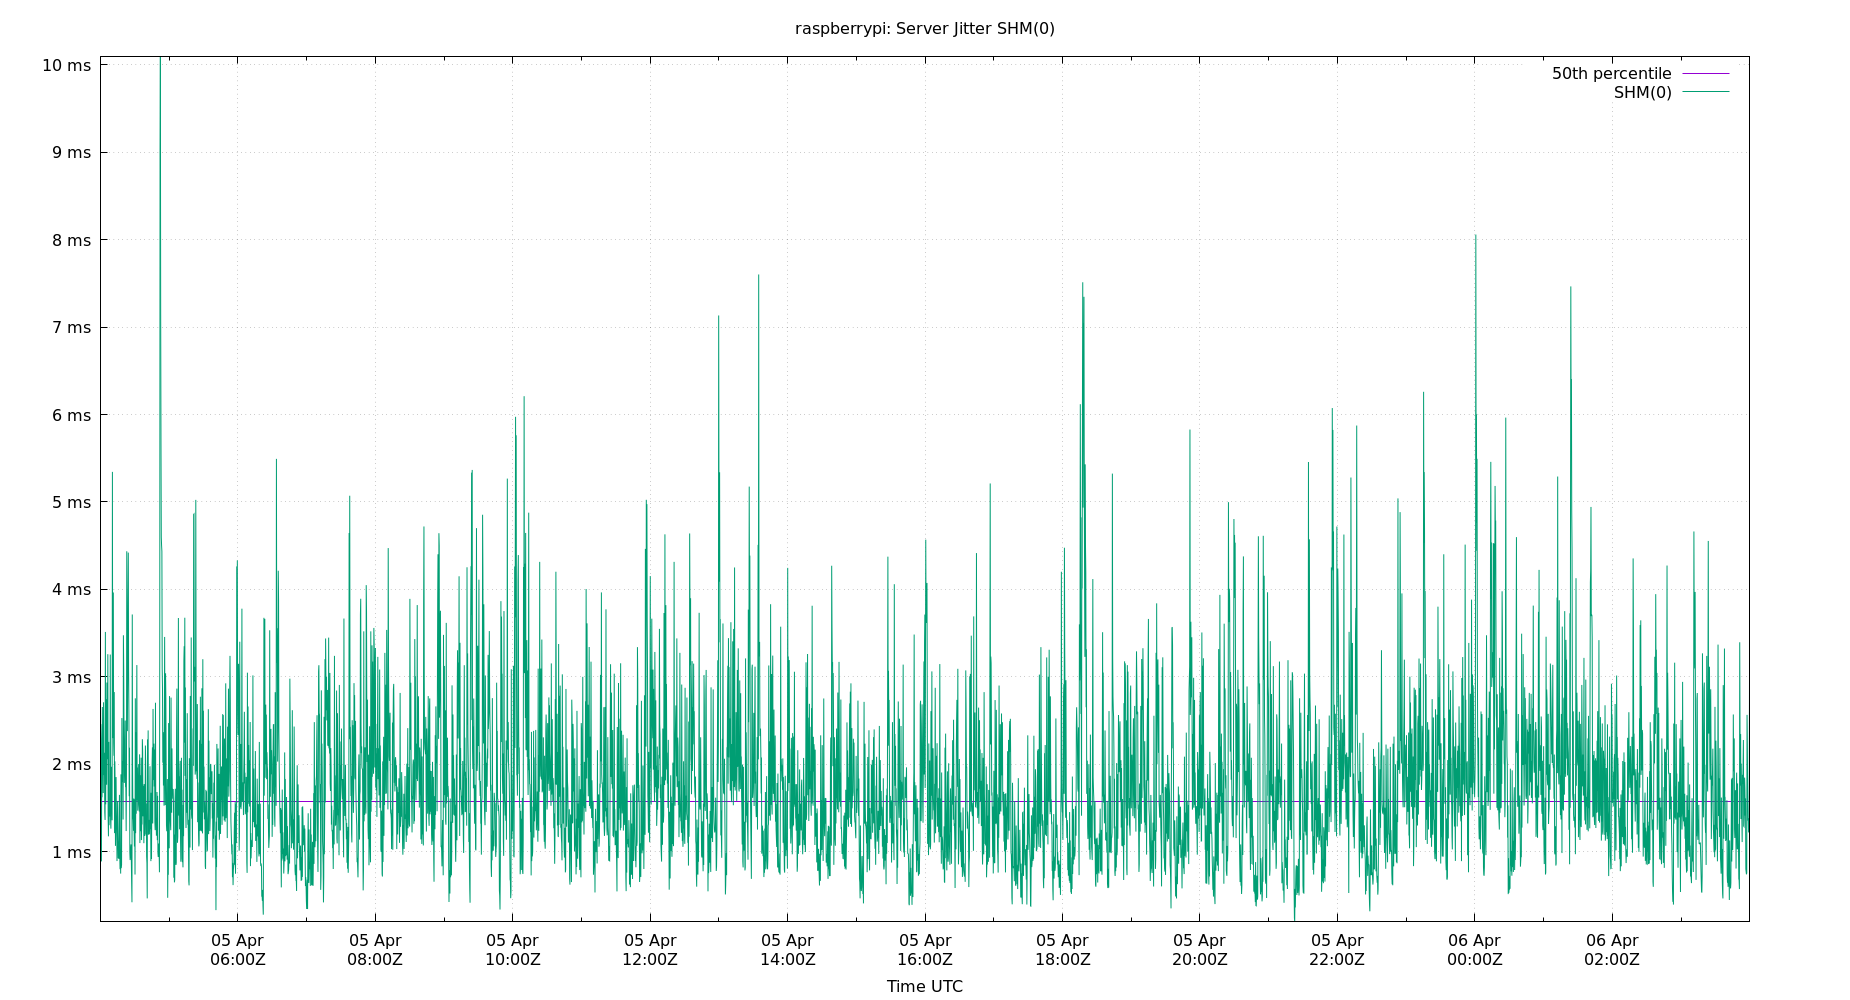 raspberrypi: Server Jitter SHM(0)
10 ms
9 ms
8 ms
7 ms
6 ms
5 ms
4 ms
3 ms
2 ms
1 ms
50th percentile
SHM(0)
05 Apr 05 Apr 05 Apr 05 Apr 05 Apr 05 Apr 05 Apr 05 Apr 05 Apr 06 Apr 06 Apr
06:00Z 08:00Z 10:00Z 12:00Z 14:00Z 16:00Z 18:00Z 20:00Z 22:00Z 00:00Z 02:00Z
Time UTC